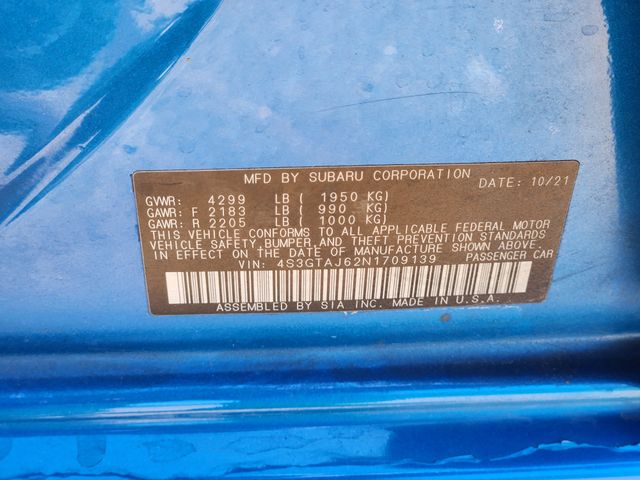 MFD BY SUBARU CORPORATION DATE: 10/21
GVWR: 4299 LB ( 1950 KG)
GAWR: F 2183 LB ( 990 KG)
GAWR: R 2205 LB ( 1000 KG)
THIS VEHICLE CONFORMS TO ALL APPLICABLE FEDERAL MOTOR
VEHICLE SAFETY, BUMPER, AND THEFT PREVENTION STANDARDS
IN EFFECT ON THE DATE OF MANUFACTURE SHOWN ABOVE.
VIN: 4S3GTAJ62N1709139 PASSENGER CAR
ASSEMBLED BY SIA INC. MADE IN U.S.A.